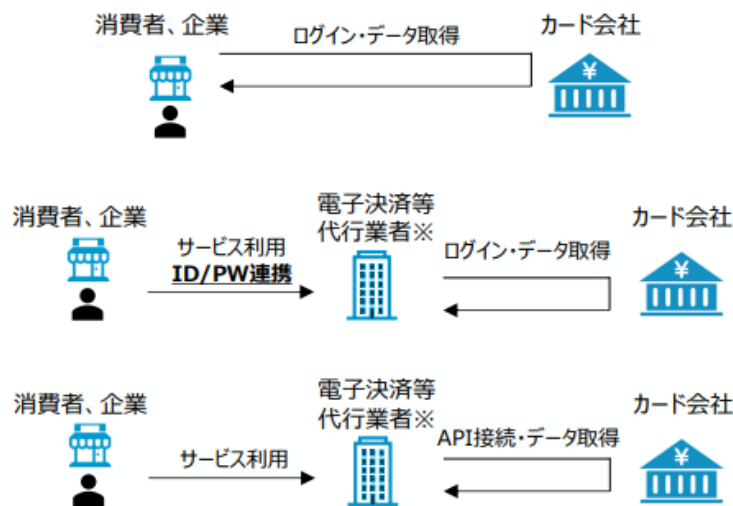 消費者、企業
ログイン・データ取得
カード会社
¥
消費者、企業
サービス利用
ID/PW連携
電子決済等
代行業者※
ログイン・データ取得
カード会社
¥
消費者、企業
サービス利用
電子決済等
代行業者※
API接続・データ取得
カード会社
¥